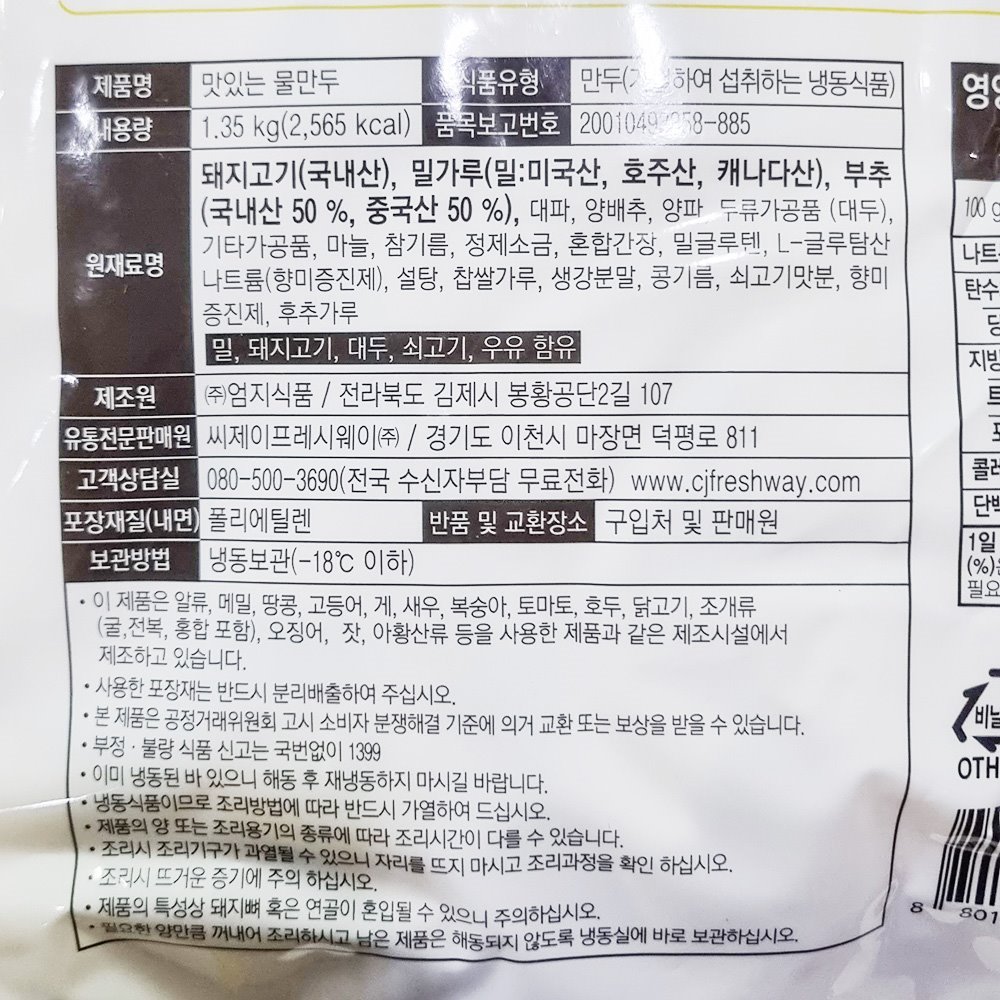 제품명 맛있는 물만두 식품유형 만두(가 하여 섭취하는 냉동식품)
내용량 1.35 kg(2,565 kcal) 품목보고번호 20010492 58-885
원재료명
돼지고기(국내산), 밀가루(밀:미국산, 호주산, 캐나다산), 부추
(국내산 50 %, 중국산 50 %), 대파, 양배추, 양파, 두류가공품 (대두),
기타가공품, 마늘, 참기름, 정제소금, 혼합간장, 밀글루텐, L-글루탐산
나트륨(향미증진제), 설탕, 찹쌀가루, 생강분말, 콩기름, 쇠고기맛분, 향미
증진제, 후추가루
밀, 돼지고기, 대두, 쇠고기, 우유 함유
제조원 ㈜엄지식품 / 전라북도 김제시 봉황공단2길 107
유통전문판매원 씨제이프레시웨이㈜ / 경기도 이천시 마장면 덕평로 811
고객상담실 080-500-3690(전국 수신자부담 무료전화) www.cjfreshway.com
포장재질(내면) 폴리에틸렌 반품 및 교환장소 구입처 및 판매원
보관방법 냉동보관(-18℃ 이하)
• 이 제품은 알류, 메밀, 땅콩, 고등어, 게, 새우, 복숭아, 토마토, 호두, 닭고기, 조개류
(굴,전복, 홍합 포함), 오징어, 잣, 아황산류 등을 사용한 제품과 같은 제조시설에서
제조하고 있습니다.
• 사용한 포장재는 반드시 분리배출하여 주십시오.
• 본 제품은 공정거래위원회 고시 소비자 분쟁해결 기준에 의거 교환 또는 보상을 받을 수 있습니다.
• 부정 · 불량 식품 신고는 국번없이 1399
• 이미 냉동된 바 있으니 해동 후 재냉동하지 마시길 바랍니다.
• 냉동식품이므로 조리방법에 따라 반드시 가열하여 드십시오.
• 제품의 양 또는 조리용기의 종류에 따라 조리시간이 다를 수 있습니다.
• 조리시 조리기구가 과열될 수 있으니 자리를 뜨지 마시고 조리과정을 확인 하십시오.
• 조리시 뜨거운 증기에 주의 하십시오.
• 제품의 특성상 돼지뼈 혹은 연골이 혼입될 수 있으니 주의하십시오.
• 필요한 양만큼 꺼내어 조리하시고 남은 제품은 해동되지 않도록 냉동실에 바로 보관하십시오.
100 g
나트
탄수
당
지방
콜레
단백
1일
(%)
필요
비닐
OTH
8 801